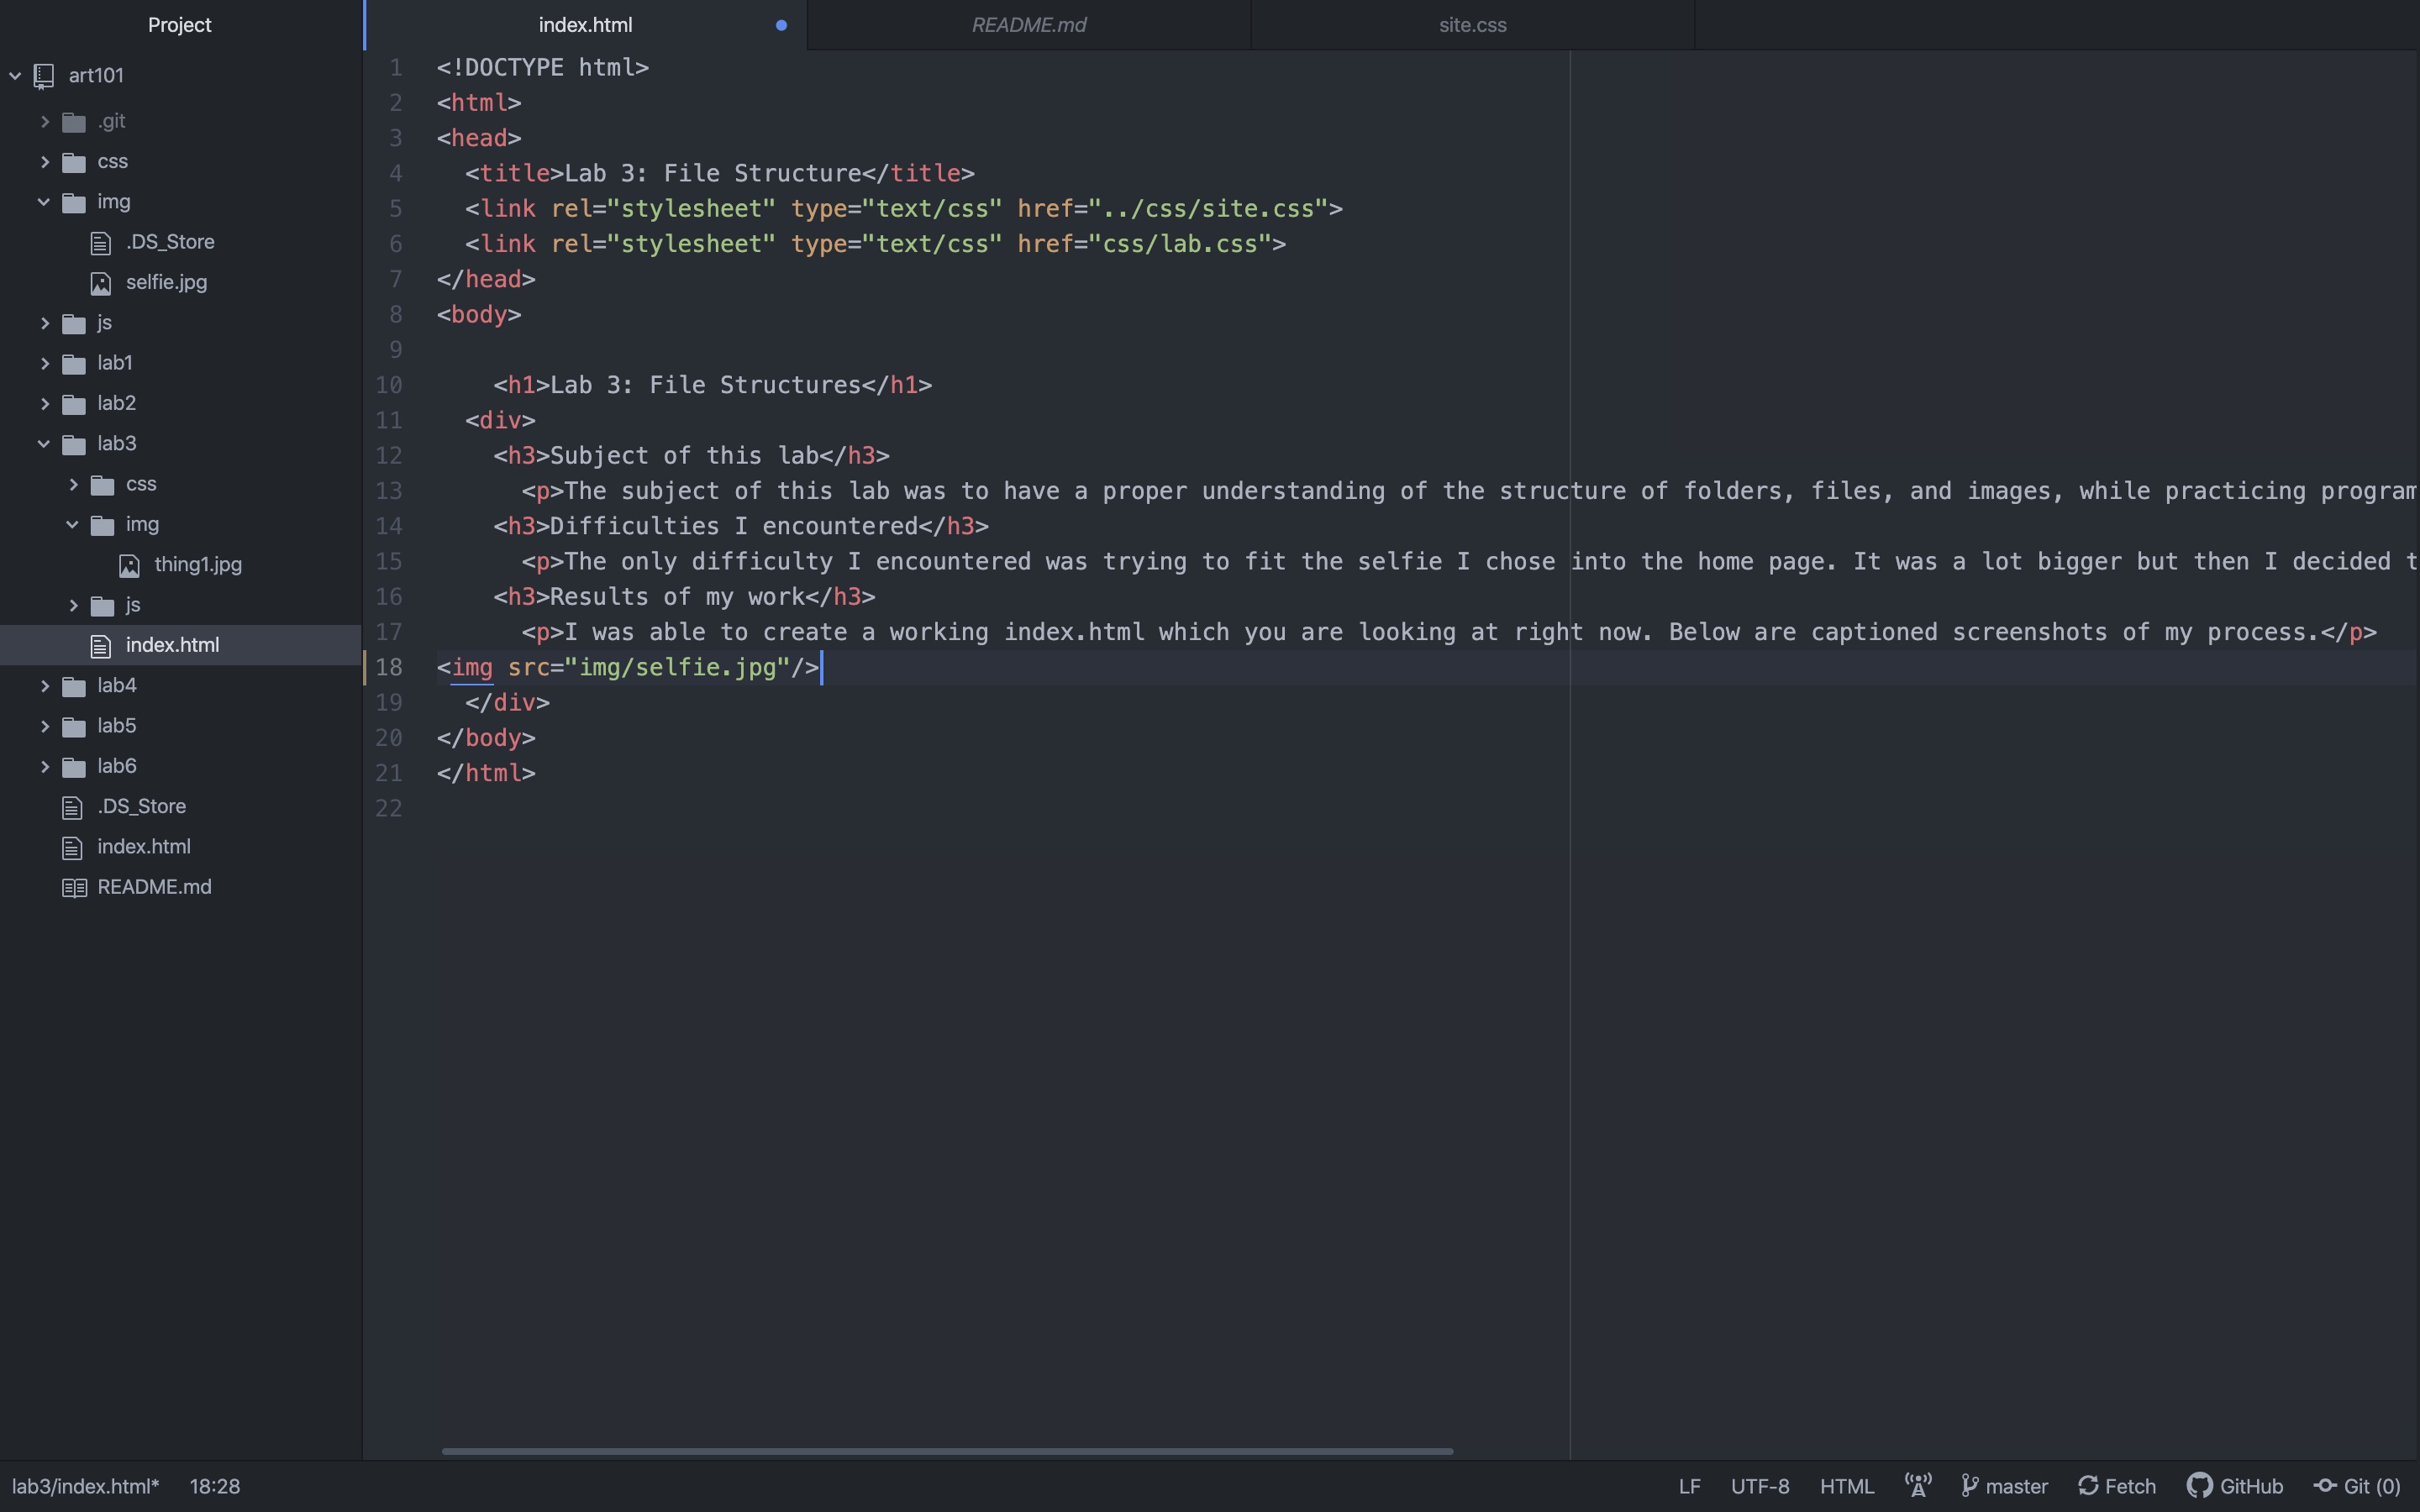 Project
art101
.git
css
img
.DS_Store
selfie.jpg
js
lab1
lab2
lab3
css
img
thing1.jpg
js
index.html
lab4
lab5
lab6
.DS_Store
index.html
README.md
index.html README.md site.css
1 <!DOCTYPE html>
2 <html>
3 <head>
4 <title>Lab 3: File Structure</title>
5 <link rel="stylesheet" type="text/css" href="../css/site.css">
6 <link rel="stylesheet" type="text/css" href="css/lab.css">
7 </head>
8 <body>
9
10 <h1>Lab 3: File Structures</h1>
11 <div>
12 <h3>Subject of this lab</h3>
13 <p>The subject of this lab was to have a proper understanding of the structure of folders, files, and images, while practicing program
14 <h3>Difficulties I encountered</h3>
15 <p>The only difficulty I encountered was trying to fit the selfie I chose into the home page. It was a lot bigger but then I decided t
16 <h3>Results of my work</h3>
17 <p>I was able to create a working index.html which you are looking at right now. Below are captioned screenshots of my process.</p>
18 <img src="img/selfie.jpg"/>
19 </div>
20 </body>
21 </html>
22
lab3/index.html* 18:28 LF UTF-8 HTML master Fetch GitHub Git (0)